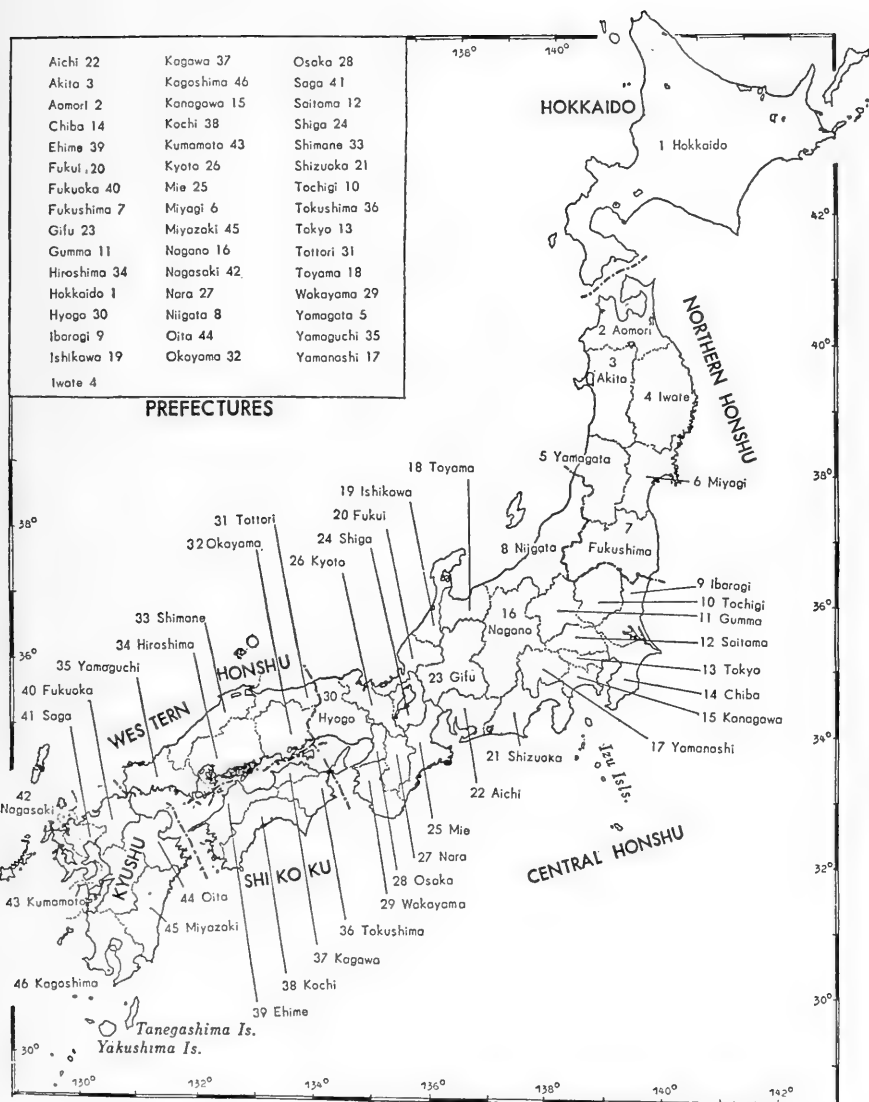 Aichi 22
Akita 3
Aomori 2
Chiba 14
Ehime 39
Fukui 20
Fukuoka 40
Fukushima 7
Gifu 23
Gumma 11
Hiroshima 34
Hokkaido 1
Hyogo 30
Ibaragi 9
Ishikawa 19
Iwate 4
Kagawa 37
Kagoshima 46
Kanagawa 15
Kochi 38
Kumamoto 43
Kyoto 26
Mie 25
Miyagi 6
Miyazaki 45
Nagano 16
Nagasaki 42
Nara 27
Niigata 8
Oita 44
Okayama 32
Osaka 28
Saga 41
Saitama 12
Shiga 24
Shimane 33
Shizuoka 21
Tochigi 10
Tokushima 36
Tokyo 13
Tottori 31
Toyama 18
Wakayama 29
Yamagata 5
Yamaguchi 35
Yamanashi 17
PREFECTURES
138°
140°
HOKKAIDO
1 Hokkaido
42°
NORTHERN HONSHU
2 Aomori
40°
3
Akita
4 Iwate
5 Yamagata
6 Miyagi
38°
18 Toyama
19 Ishikawa
20 Fukui
24 Shiga
26 Kyoto
31 Tottori
32 Okayama
38°
7
Fukushima
8 Niigata
9 Ibaragi
10 Tochigi
11 Gumma
36°
12 Saitama
13 Tokyo
14 Chiba
15 Kanagawa
17 Yamanashi
16
Nagano
23 Gifu
33 Shimane
34 Hiroshima
36°
35 Yamaguchi
40 Fukuoka
41 Saga
WESTERN HONSHU
30
Hyogo
34°
21 Shizuoka
22 Aichi
Izu Isls.
42
Nagasaki
KYUSHU
SHIKOKU
25 Mie
27 Nara
28 Osaka
29 Wakayama
CENTRAL HONSHU
32°
43 Kumamoto
44 Oita
45 Miyazaki
36 Tokushima
37 Kagawa
38 Kochi
39 Ehime
46 Kagoshima
30°
Tanegashima Is.
Yakushima Is.
30°
130°
132°
134°
136°
138°
140°
142°